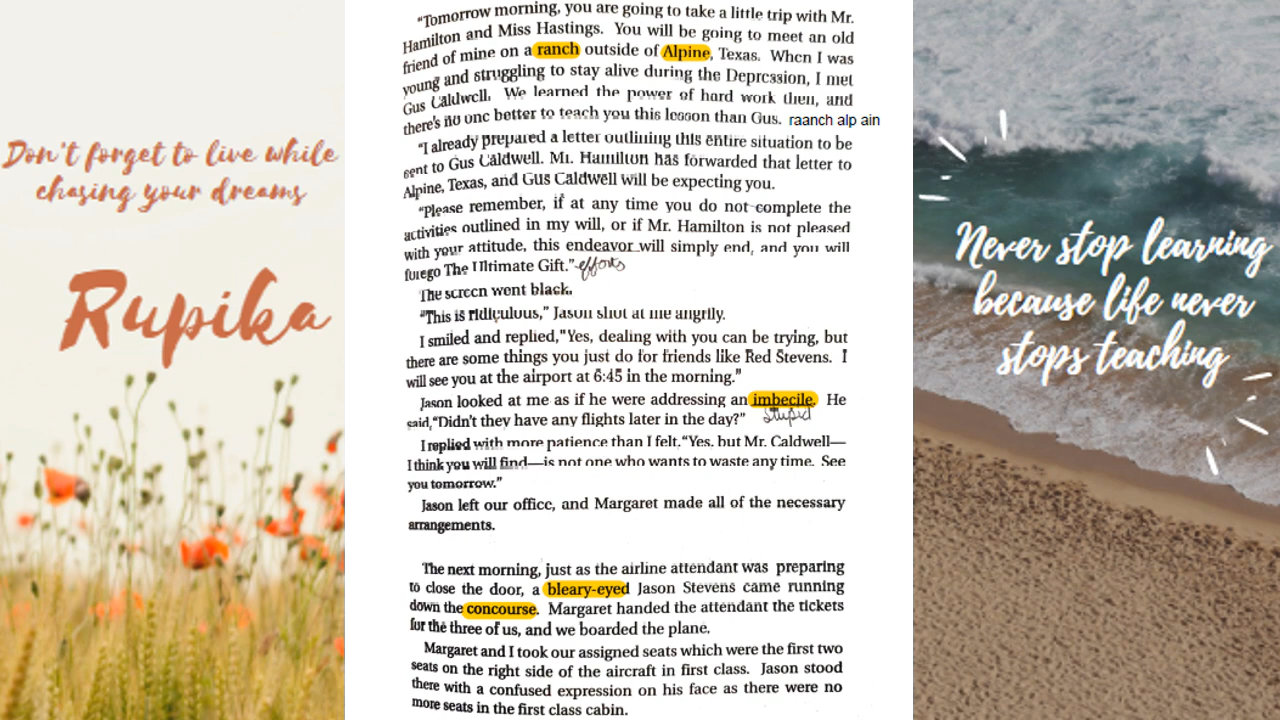 Don't forget to live while
chasing your dreams
Rupika
"Tomorrow morning, you are going to take a little trip with Mr.
Hamilton and Miss Hastings. You will be going to meet an old
friend of mine on a ranch outside of Alpine, Texas. When I was
young and struggling to stay alive during the Depression, I met
Gus Caldwell. We learned the power of hard work then, and
there's no one better to teach you this lesson than Gus.
raanch alp ain
"I already prepared a letter outlining this entire situation to be
sent to Gus Caldwell. Mr. Hamilton has forwarded that letter to
Alpine, Texas, and Gus Caldwell will be expecting you.
"Please remember, if at any time you do not complete the
activities outlined in my will, or if Mr. Hamilton is not pleased
with your attitude, this endeavor will simply end, and you will
forego The Ultimate Gift."
efforts
The screen went black.
"This is ridiculous," Jason shot at me angrily.
I smiled and replied, "Yes, dealing with you can be trying, but
there are some things you just do for friends like Red Stevens. I
will see you at the airport at 6:45 in the morning."
Jason looked at me as if he were addressing an imbecile. He
said, "Didn't they have any flights later in the day?"
stupid
I replied with more patience than I felt. "Yes, but Mr. Caldwell—
I think you will find—is not one who wants to waste any time. See
you tomorrow."
Jason left our office, and Margaret made all of the necessary
arrangements.
The next morning, just as the airline attendant was preparing
to close the door, a bleary-eyed Jason Stevens came running
down the concourse. Margaret handed the attendant the tickets
for the three of us, and we boarded the plane.
Margaret and I took our assigned seats which were the first two
seats on the right side of the aircraft in first class. Jason stood
there with a confused expression on his face as there were no
more seats in the first class cabin.
Never stop learning
because life never
stops teaching